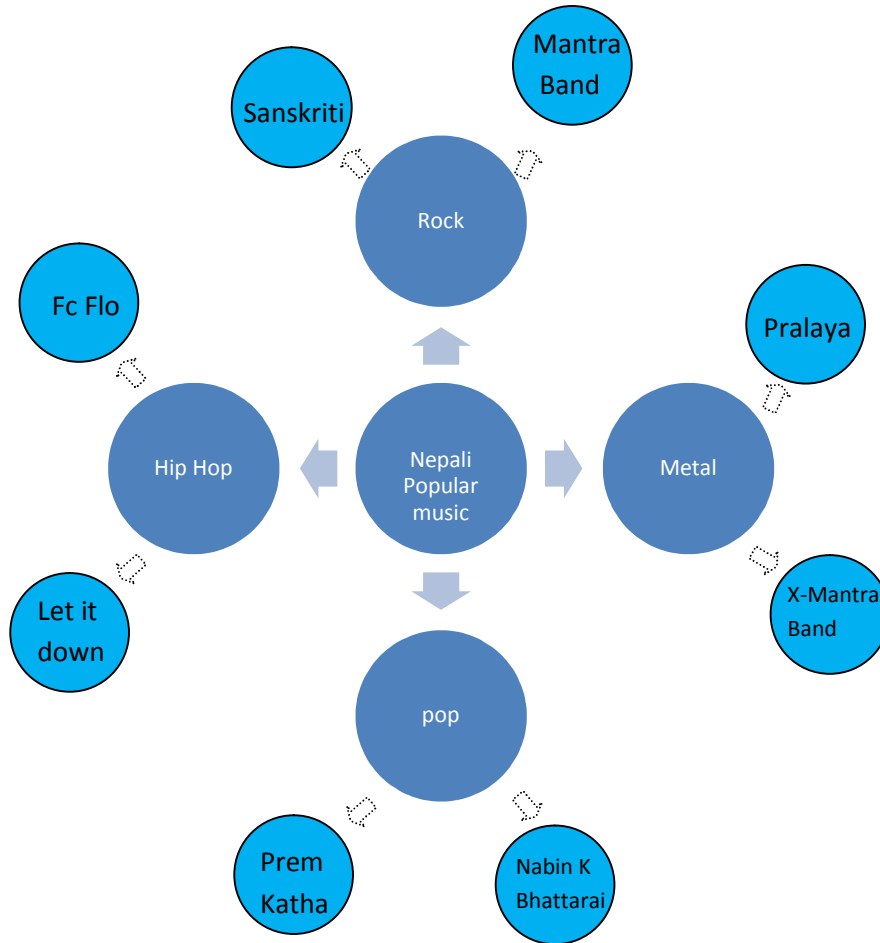 Mantra
Band
Sanskriti
Rock
Fc Flo
Pralaya
Hip Hop
Nepali
Popular
music
Metal
Let it
down
X-Mantra
Band
pop
Prem
Katha
Nabin K
Bhattarai